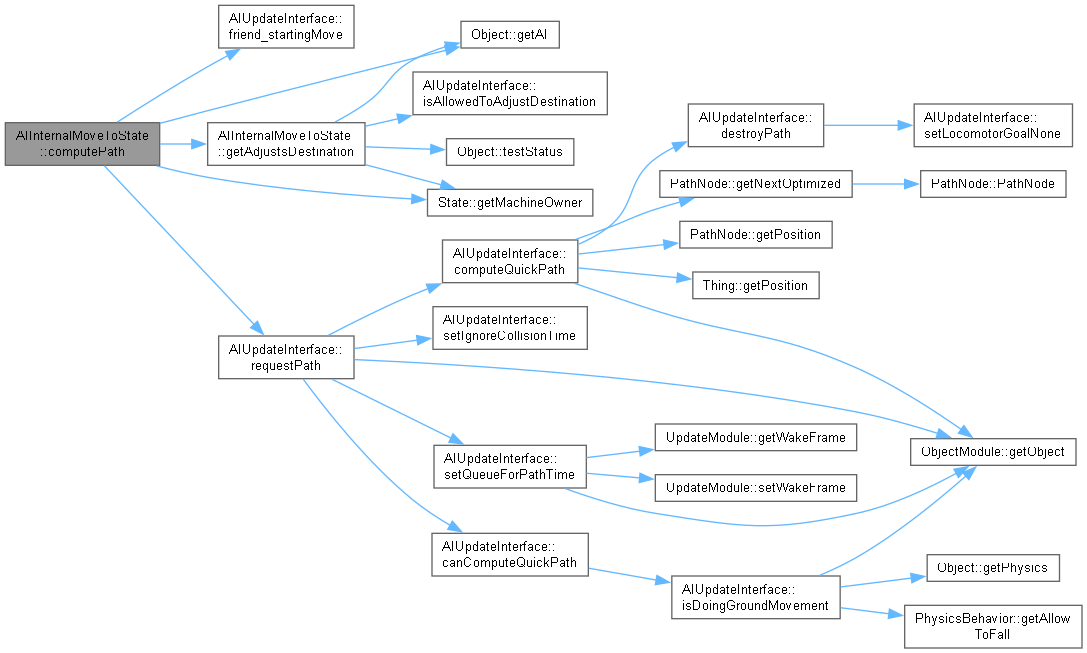 AIInternalMoveToState
::computePath
AIUpdateInterface::
friend_startingMove
Object::getAI
AIInternalMoveToState
::getAdjustsDestination
AIUpdateInterface::
isAllowedToAdjustDestination
Object::testStatus
State::getMachineOwner
AIUpdateInterface::
requestPath
AIUpdateInterface::
computeQuickPath
AIUpdateInterface::
destroyPath
AIUpdateInterface::
setLocomotorGoalNone
PathNode::getNextOptimized
PathNode::PathNode
PathNode::getPosition
Thing::getPosition
AIUpdateInterface::
setIgnoreCollisionTime
AIUpdateInterface::
setQueueForPathTime
UpdateModule::getWakeFrame
UpdateModule::setWakeFrame
ObjectModule::getObject
AIUpdateInterface::
canComputeQuickPath
AIUpdateInterface::
isDoingGroundMovement
Object::getPhysics
PhysicsBehavior::getAllow
ToFall